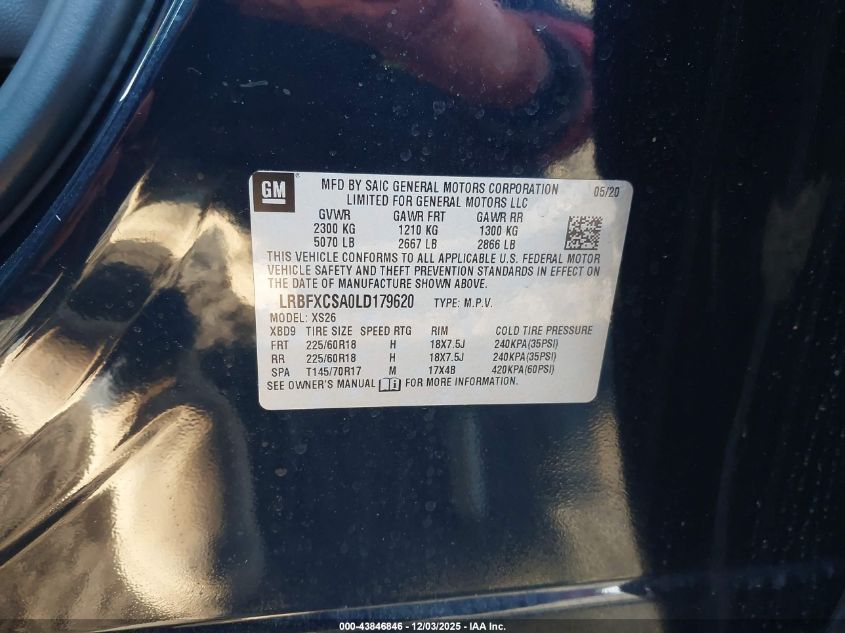 GM
MFD BY SAIC GENERAL MOTORS CORPORATION 05/20
LIMITED FOR GENERAL MOTORS LLC
GVWR GAWR FRT GAWR RR
2300 KG 1210 KG 1300 KG
5070 LB 2667 LB 2866 LB
THIS VEHICLE CONFORMS TO ALL APPLICABLE U.S. FEDERAL MOTOR
VEHICLE SAFETY AND THEFT PREVENTION STANDARDS IN EFFECT ON
THE DATE OF MANUFACTURE SHOWN ABOVE.
LRBFXCSA0LD179620 TYPE: M.P.V.
MODEL: XS26
XBD9 TIRE SIZE SPEED RTG RIM COLD TIRE PRESSURE
FRT 225/60R18 H 18X7.5J 240KPA(35PSI)
RR 225/60R18 H 18X7.5J 240KPA(35PSI)
SPA T145/70R17 M 17X4B 420KPA(60PSI)
SEE OWNER'S MANUAL FOR MORE INFORMATION.
000-43846846 - 12/03/2025 - IAA Inc.